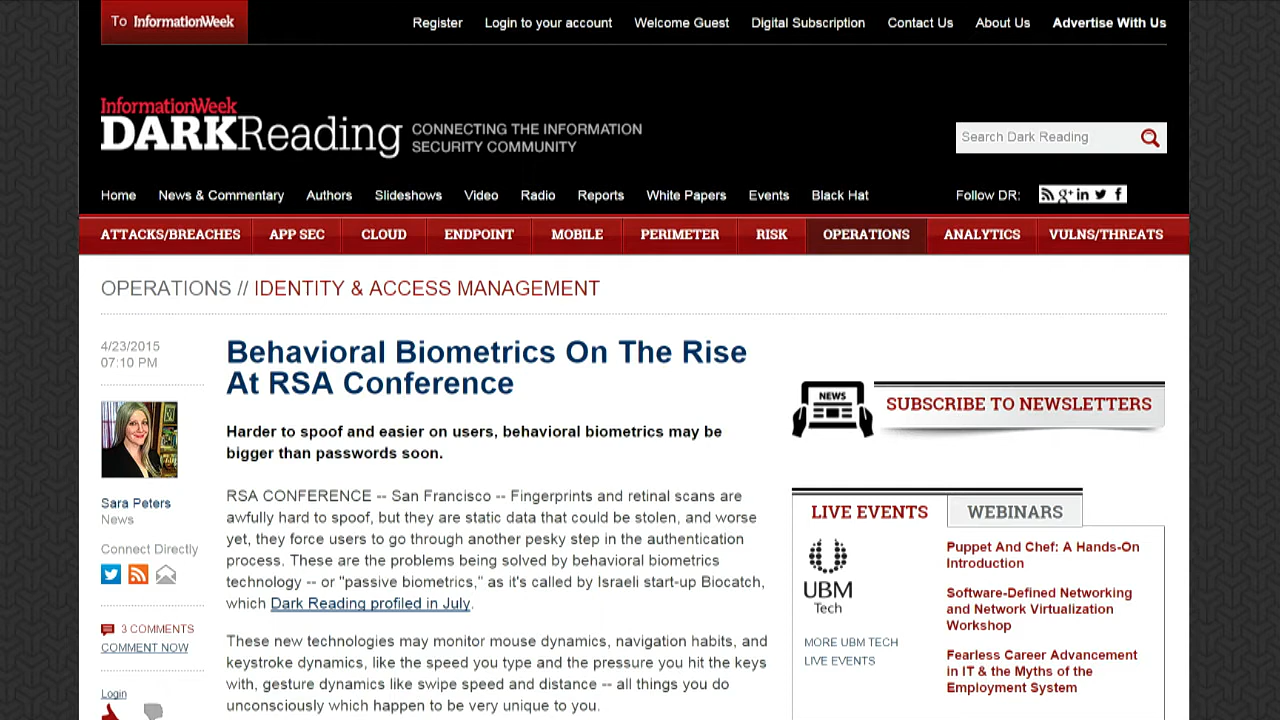 To InformationWeek
Register Login to your account Welcome Guest Digital Subscription Contact Us About Us Advertise With Us
InformationWeek
DARKReading
CONNECTING THE INFORMATION
SECURITY COMMUNITY
Search Dark Reading
Home News & Commentary Authors Slideshows Video Radio Reports White Papers Events Black Hat Follow DR:
ATTACKS/BREACHES APP SEC CLOUD ENDPOINT MOBILE PERIMETER RISK OPERATIONS ANALYTICS VULNS/THREATS
OPERATIONS // IDENTITY & ACCESS MANAGEMENT
4/23/2015
07:10 PM
Sara Peters
News
Connect Directly
3 COMMENTS
COMMENT NOW
Login
Behavioral Biometrics On The Rise
At RSA Conference
Harder to spoof and easier on users, behavioral biometrics may be
bigger than passwords soon.
RSA CONFERENCE -- San Francisco -- Fingerprints and retinal scans are
awfully hard to spoof, but they are static data that could be stolen, and worse
yet, they force users to go through another pesky step in the authentication
process. These are the problems being solved by behavioral biometrics
technology -- or "passive biometrics," as it's called by Israeli start-up Biocatch,
which Dark Reading profiled in July.
These new technologies may monitor mouse dynamics, navigation habits, and
keystroke dynamics, like the speed you type and the pressure you hit the keys
with, gesture dynamics like swipe speed and distance -- all things you do
unconsciously which happen to be very unique to you.
NEWS
SUBSCRIBE TO NEWSLETTERS
LIVE EVENTS WEBINARS
UBM
Tech
MORE UBM TECH
LIVE EVENTS
Puppet And Chef: A Hands-On
Introduction
Software-Defined Networking
and Network Virtualization
Workshop
Fearless Career Advancement
in IT & the Myths of the
Employment System